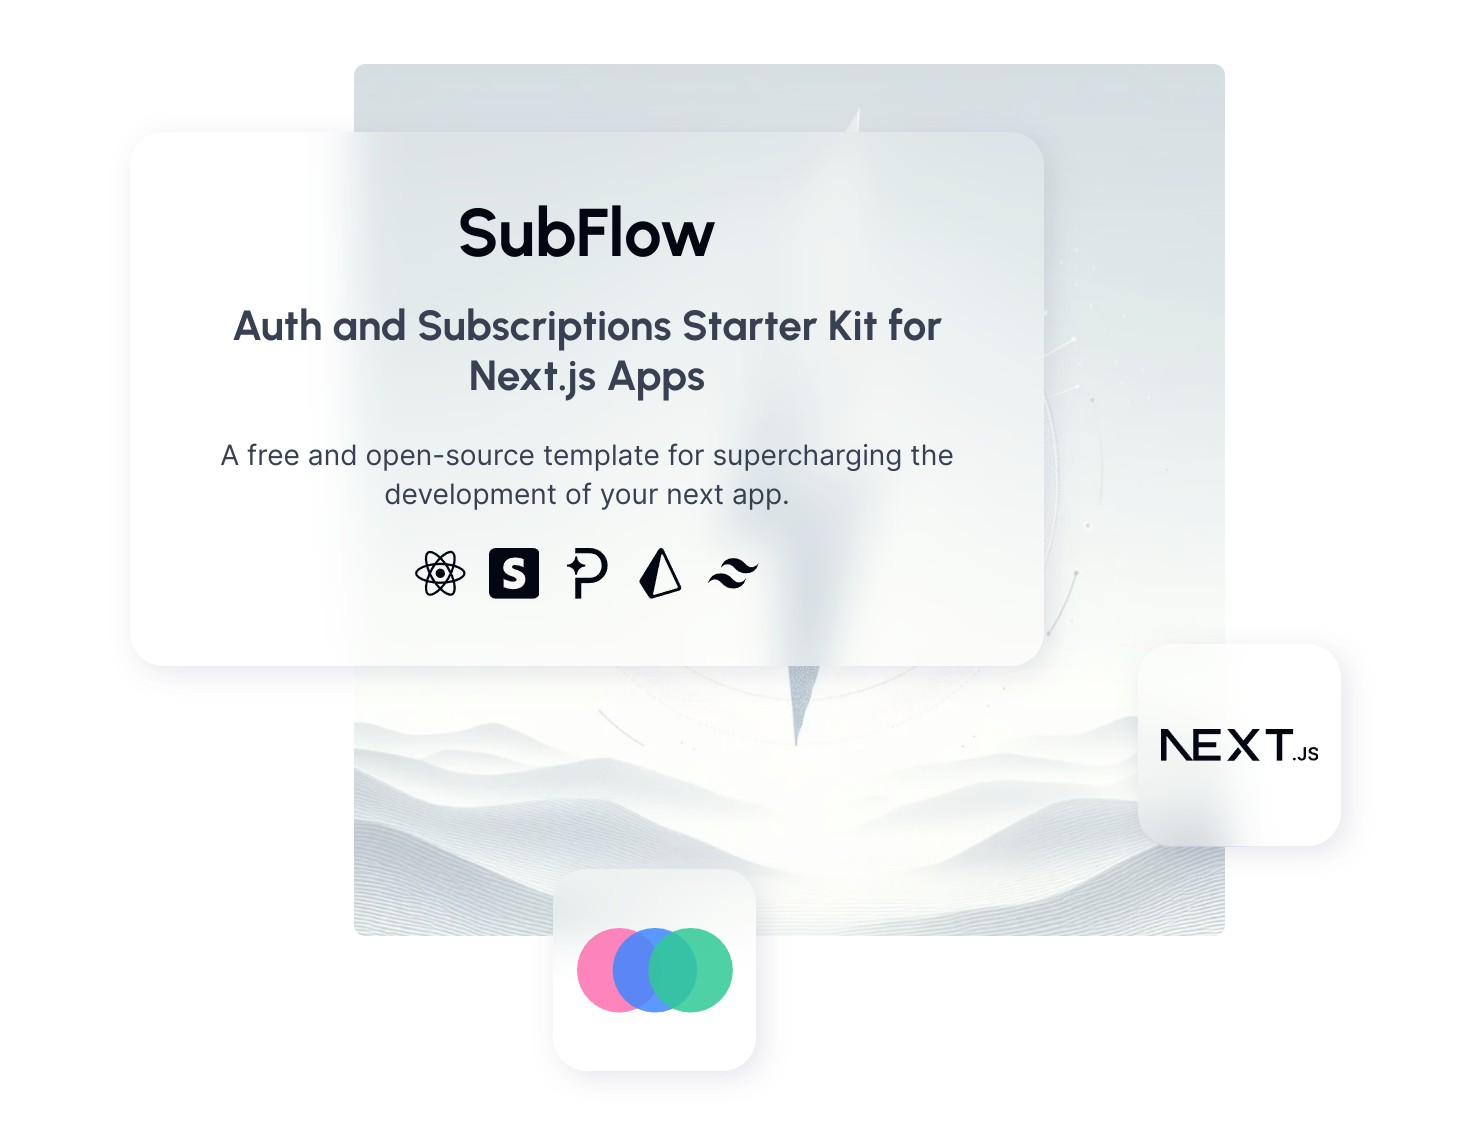 SubFlow
Auth and Subscriptions Starter Kit for
Next.js Apps
A free and open-source template for supercharging the
development of your next app.
S
NEXT.JS